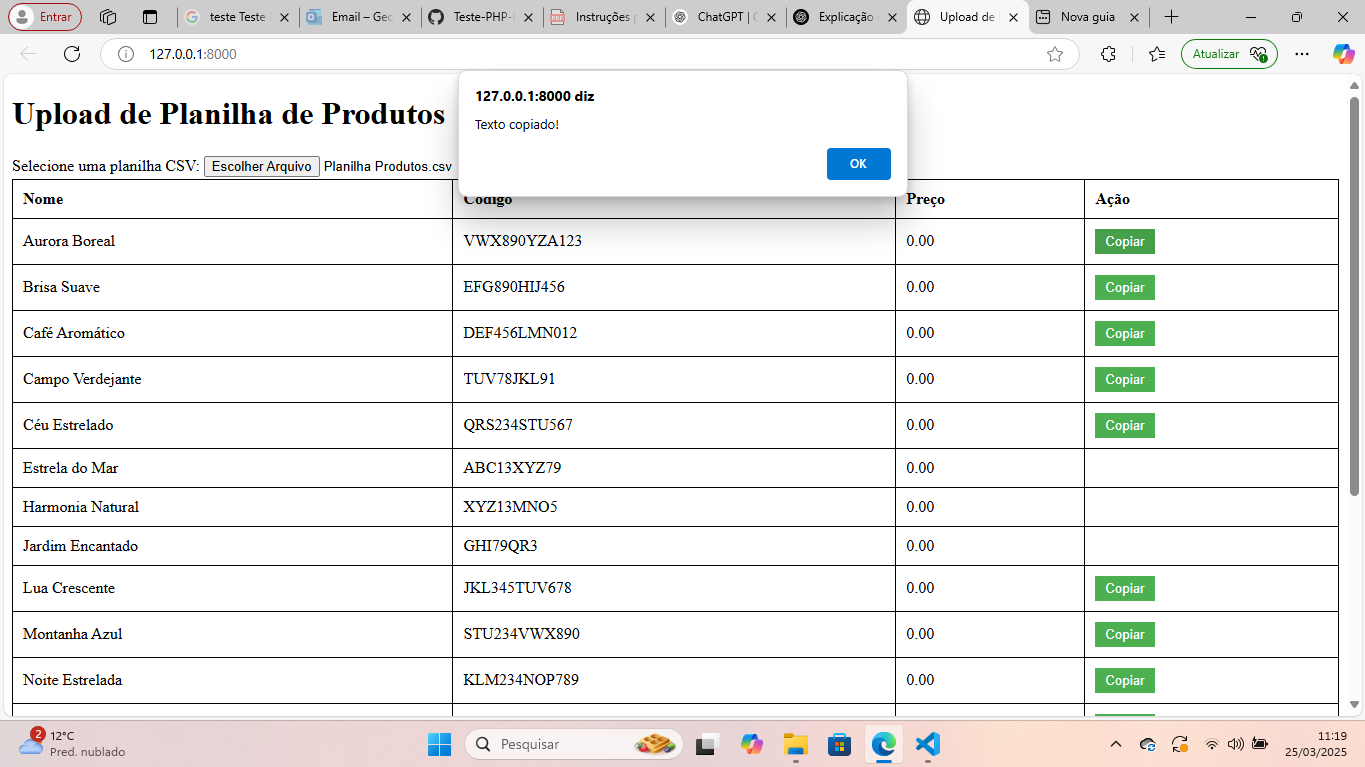 Entrar
teste Teste
Email – Geo
Teste-PHP-
Instruções
ChatGPT | 
Explicação
Upload de
Nova guia
127.0.0.1:8000
Atualizar
127.0.0.1:8000 diz
Texto copiado!
OK
Upload de Planilha de Produtos
Selecione uma planilha CSV: Escolher Arquivo Planilha Produtos.csv
Nome Código Preço Ação
Aurora Boreal VWX890YZA123 0.00 Copiar
Brisa Suave EFG890HIJ456 0.00 Copiar
Café Aromático DEF456LMN012 0.00 Copiar
Campo Verdejante TUV78JKL91 0.00 Copiar
Céu Estrelado QRS234STU567 0.00 Copiar
Estrela do Mar ABC13XYZ79 0.00
Harmonia Natural XYZ13MNO5 0.00
Jardim Encantado GHI79QR3 0.00
Lua Crescente JKL345TUV678 0.00 Copiar
Montanha Azul STU234VWX890 0.00 Copiar
Noite Estrelada KLM234NOP789 0.00 Copiar
2
12°C
Pred. nublado
Pesquisar
11:19
25/03/2025